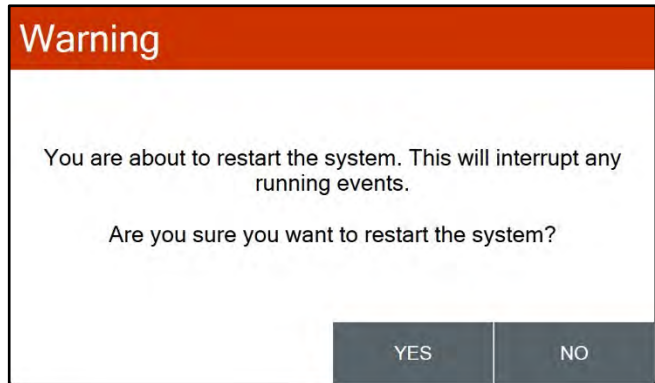 Warning
You are about to restart the system. This will interrupt any
running events.
Are you sure you want to restart the system?
YES NO